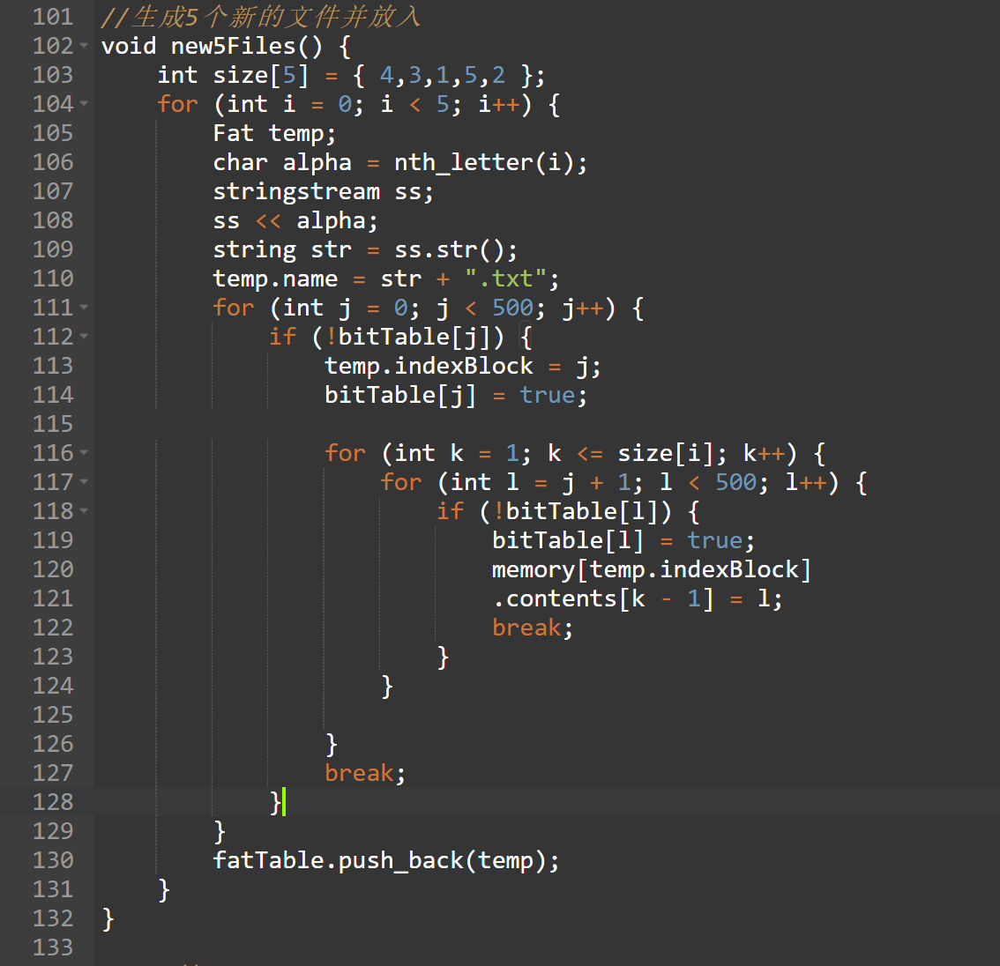 101 //生成5个新的文件并放入
102 void new5Files() {
103 int size[5] = { 4,3,1,5,2 };
104 for (int i = 0; i < 5; i++) {
105 Fat temp;
106 char alpha = nth_letter(i);
107 stringstream ss;
108 ss << alpha;
109 string str = ss.str();
110 temp.name = str + ".txt";
111 for (int j = 0; j < 500; j++) {
112 if (!bitTable[j]) {
113 temp.indexBlock = j;
114 bitTable[j] = true;
115
116 for (int k = 1; k <= size[i]; k++) {
117 for (int l = j + 1; l < 500; l++) {
118 if (!bitTable[l]) {
119 bitTable[l] = true;
120 memory[temp.indexBlock]
121 .contents[k - 1] = l;
122 break;
123 }
124 }
125
126 }
127 break;
128 }
129 }
130 fatTable.push_back(temp);
131 }
132 }
133